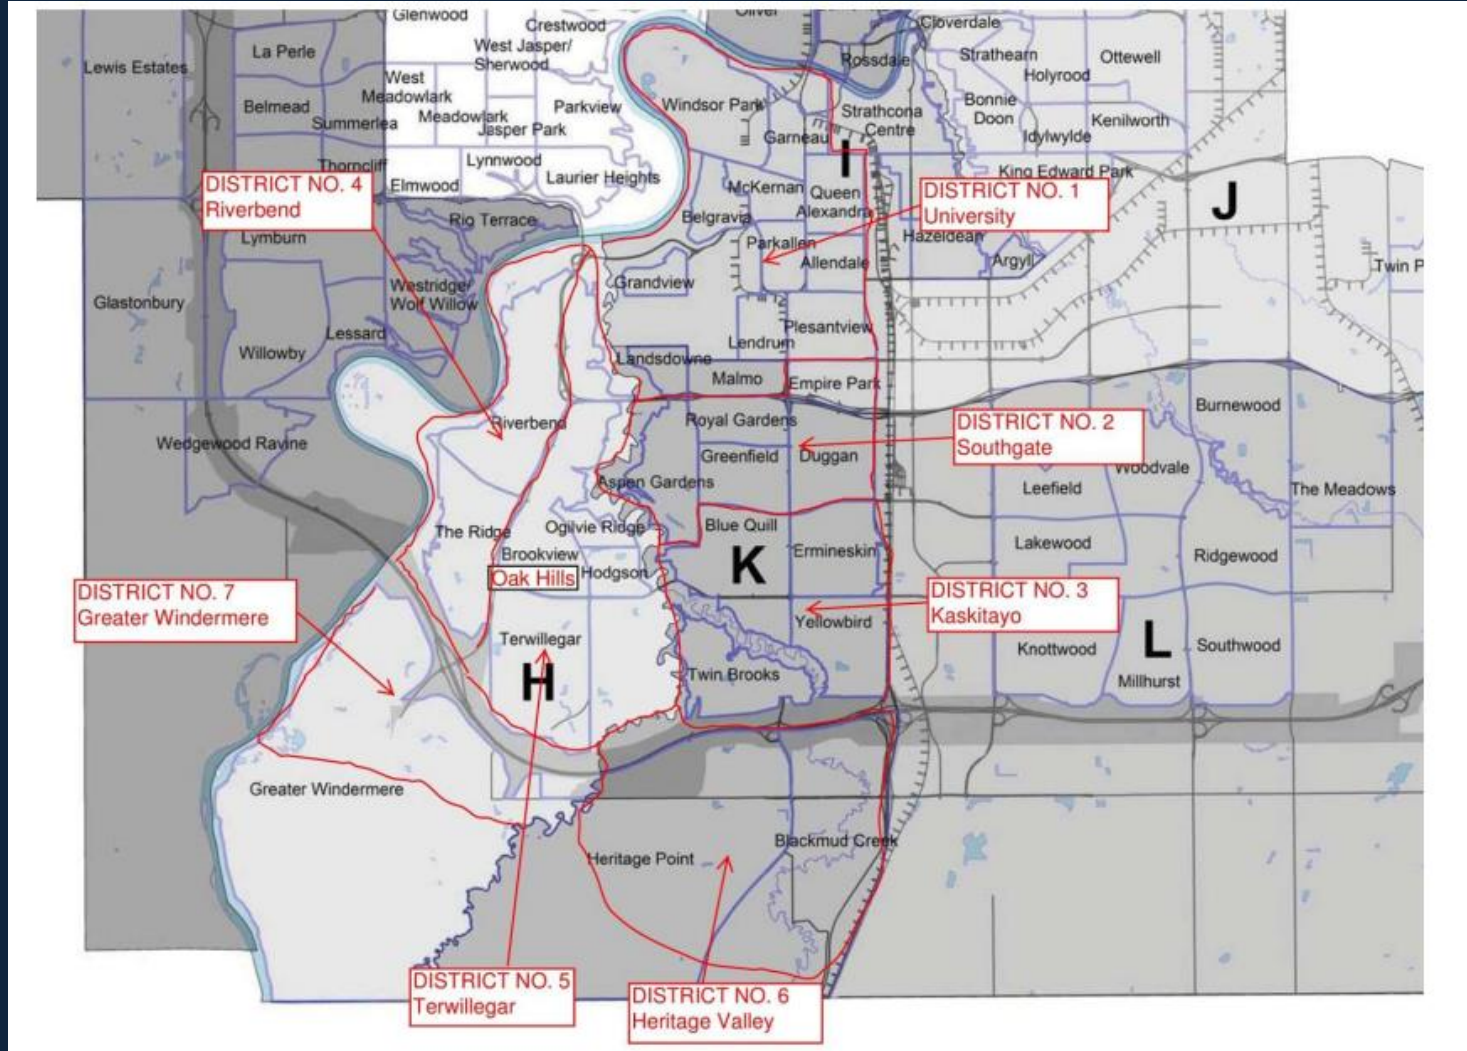 Glenwood
Crestwood
Oliver
Cloverdale
La Perle
West Jasper/
Sherwood
Lewis Estates
Rossdale
Strathearn
Ottewell
Holyrood
West
Meadowlark
Belmead
Parkview
Windsor Park
Strathcona
Centre
Bonnie
Doon
Summerlea
Meadowlark
Jasper Park
Garneau
Kenilworth
Idylwylde
Thorncliff
Lynnwood
I
King Edward Park
Elmwood
Laurier Heights
McKernan
Queen
Alexandra
DISTRICT NO. 4
Riverbend
DISTRICT NO. 1
University
J
Rio Terrace
Belgravia
Lymburn
Parkallen
Hazeldean
Allendale
Argyll
Twin P
Westridge/
Wolf Willow
Grandview
Glastonbury
Lessard
Plesantview
Lendrum
Willowby
Landsdowne
Malmo
Empire Park
Riverbend
Royal Gardens
DISTRICT NO. 2
Southgate
Burnewood
Wedgewood Ravine
Greenfield
Duggan
Woodvale
Aspen Gardens
Leefield
The Meadows
The Ridge
Ogilvie Ridge
Blue Quill
Brookview
Ermineskin
Lakewood
Ridgewood
Oak Hills
Hodgson
K
DISTRICT NO. 7
Greater Windermere
DISTRICT NO. 3
Kaskitayo
Yellowbird
Terwillegar
H
Knottwood
L
Southwood
Twin Brooks
Millhurst
Greater Windermere
Heritage Point
Blackmud Creek
DISTRICT NO. 5
Terwillegar
DISTRICT NO. 6
Heritage Valley